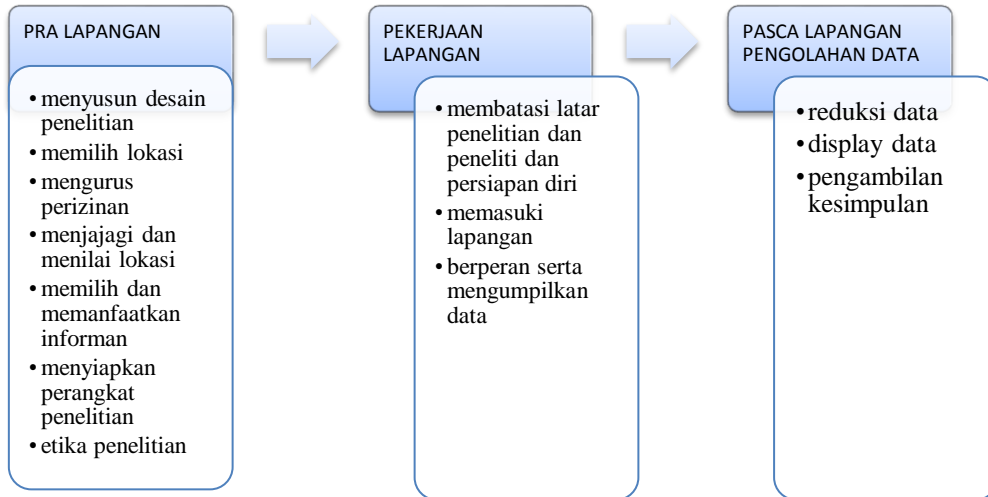 PRA LAPANGAN
• menyusun desain
penelitian
• memilih lokasi
• mengurus
perizinan
• menjajagi dan
menilai lokasi
• memilih dan
memanfaatkan
informan
• menyiapkan
perangkat
penelitian
• etika penelitian
PEKERJAAN
LAPANGAN
• membatasi latar
penelitian dan
peneliti dan
persiapan diri
• memasuki
lapangan
• berperan serta
mengumpilkan
data
PASCA LAPANGAN
PENGOLAHAN DATA
• reduksi data
• display data
• pengambilan
kesimpulan